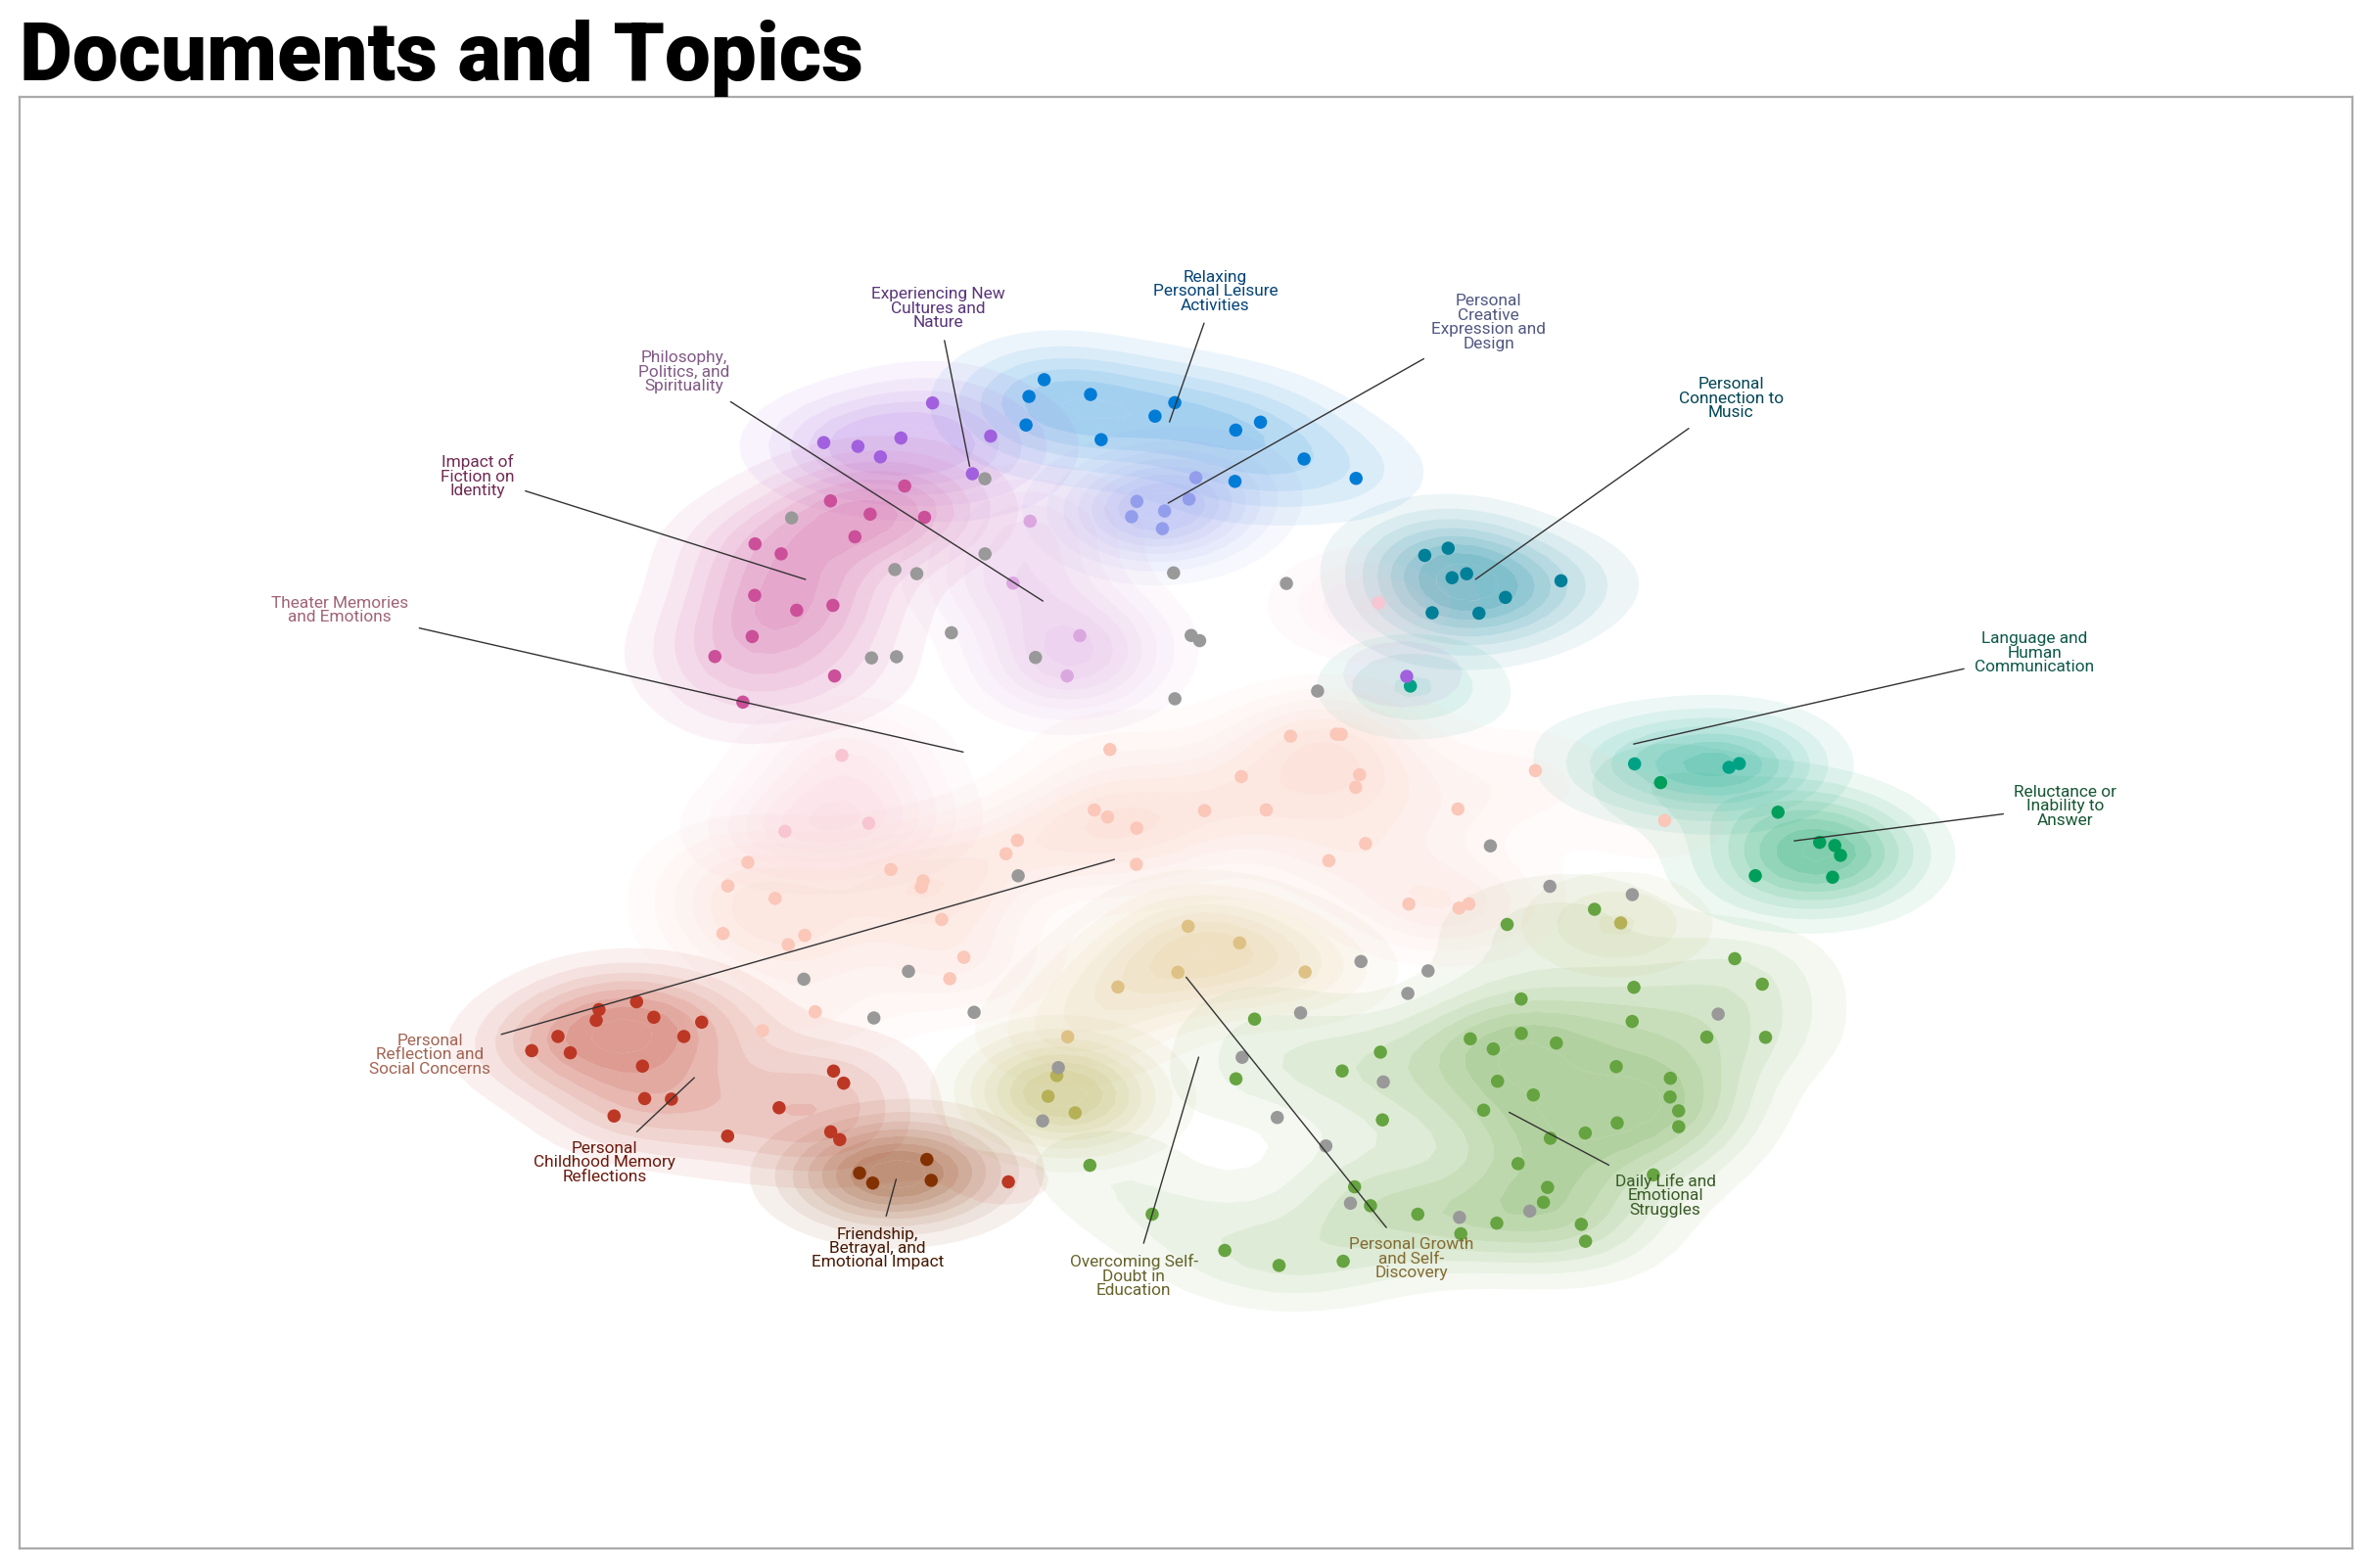 Documents and Topics
Relaxing
Personal Leisure
Activities
Experiencing New
Cultures and
Nature
Personal
Creative
Expression and
Design
Philosophy,
Politics, and
Spirituality
Personal
Connection to
Music
Impact of
Fiction on
Identity
Theater Memories
and Emotions
Language and
Human
Communication
Reluctance or
Inability to
Answer
Personal
Reflection and
Social Concerns
Personal
Childhood Memory
Reflections
Daily Life and
Emotional
Struggles
Friendship,
Betrayal, and
Emotional Impact
Personal Growth
and Self-
Discovery
Overcoming Self-
Doubt in
Education